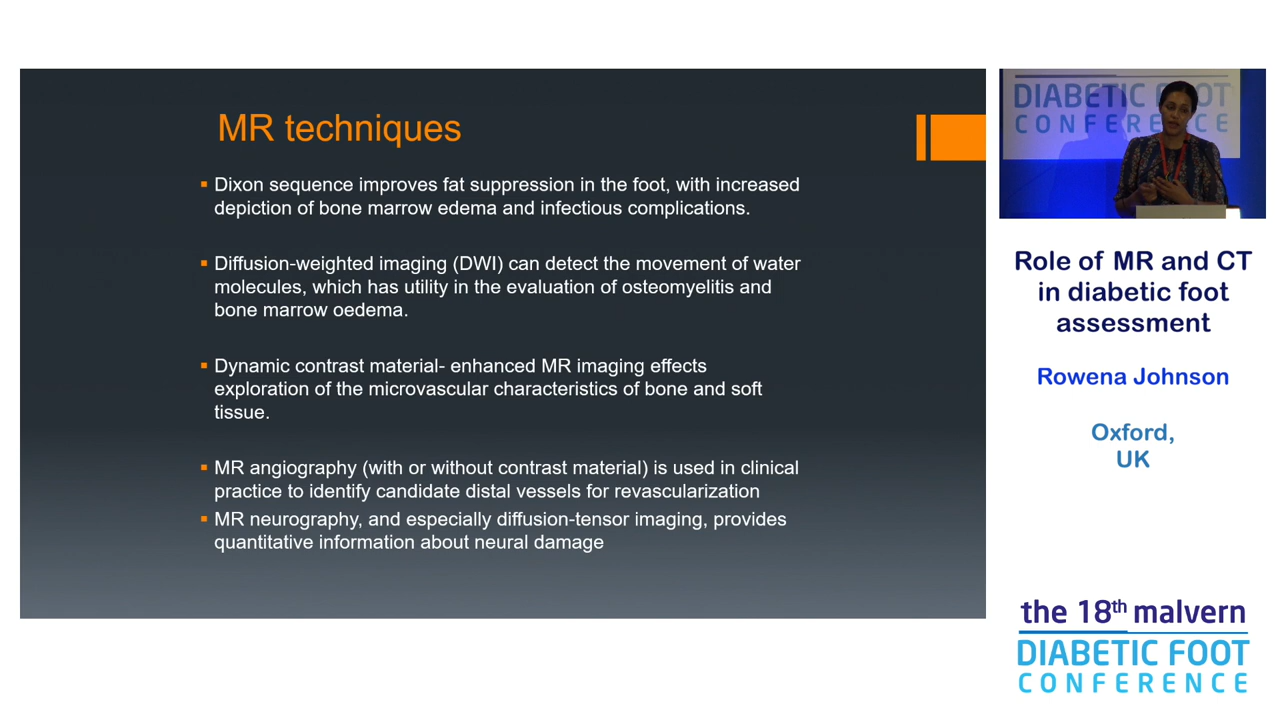 MR techniques
▪ Dixon sequence improves fat suppression in the foot, with increased
depiction of bone marrow edema and infectious complications.
▪ Diffusion-weighted imaging (DWI) can detect the movement of water
molecules, which has utility in the evaluation of osteomyelitis and
bone marrow oedema.
▪ Dynamic contrast material- enhanced MR imaging effects
exploration of the microvascular characteristics of bone and soft
tissue.
▪ MR angiography (with or without contrast material) is used in clinical
practice to identify candidate distal vessels for revascularization
▪ MR neurography, and especially diffusion-tensor imaging, provides
quantitative information about neural damage
DIABETIC FOOT
CONFERENCE
Role of MR and CT
in diabetic foot
assessment
Rowena Johnson
Oxford,
UK
the 18th malvern
DIABETIC FOOT
CONFERENCE